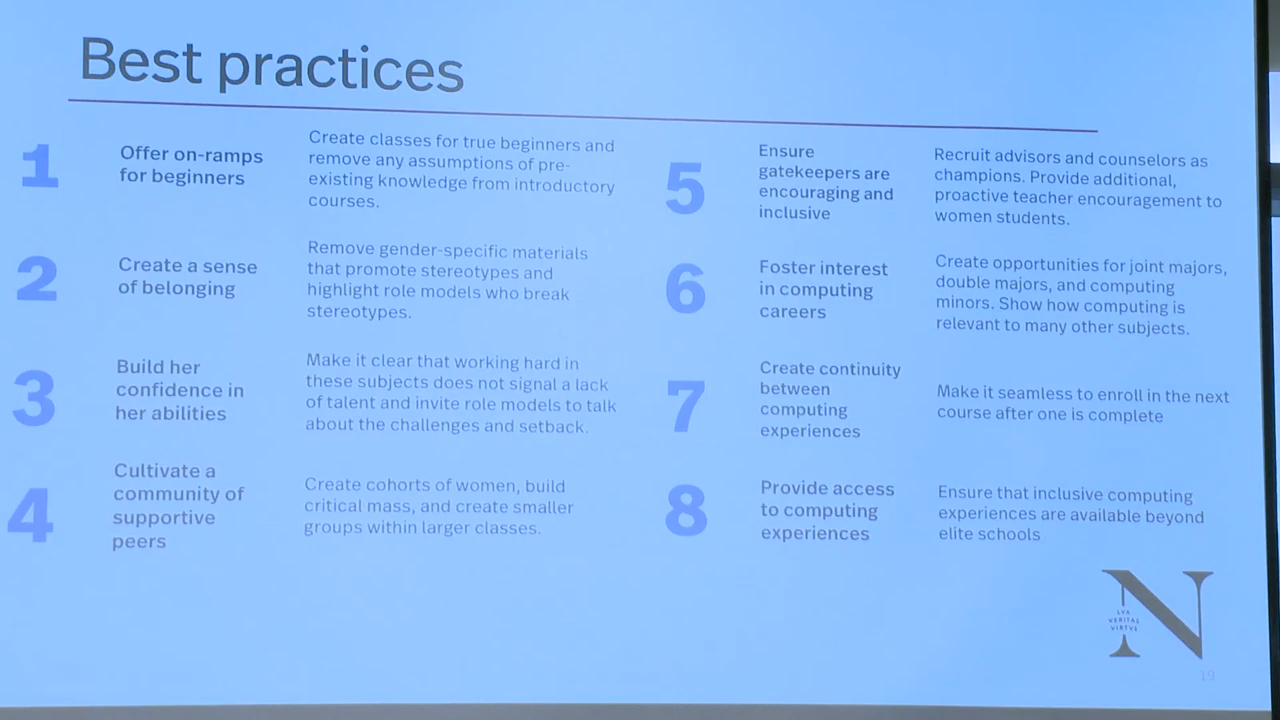 Best practices
1
Offer on-ramps
for beginners
Create classes for true beginners and
remove any assumptions of pre-
existing knowledge from introductory
courses.
2
Create a sense
of belonging
Remove gender-specific materials
that promote stereotypes and
highlight role models who break
stereotypes.
3
Build her
confidence in
her abilities
Make it clear that working hard in
these subjects does not signal a lack
of talent and invite role models to talk
about the challenges and setback.
4
Cultivate a
community of
supportive
peers
Create cohorts of women, build
critical mass, and create smaller
groups within larger classes.
5
Ensure
gatekeepers are
encouraging and
inclusive
Recruit advisors and counselors as
champions. Provide additional,
proactive teacher encouragement to
women students.
6
Foster interest
in computing
careers
Create opportunities for joint majors,
double majors, and computing
minors. Show how computing is
relevant to many other subjects.
7
Create continuity
between
computing
experiences
Make it seamless to enroll in the next
course after one is complete
8
Provide access
to computing
experiences
Ensure that inclusive computing
experiences are available beyond
elite schools
N
LVX
VERITAS
VIRTVS
19